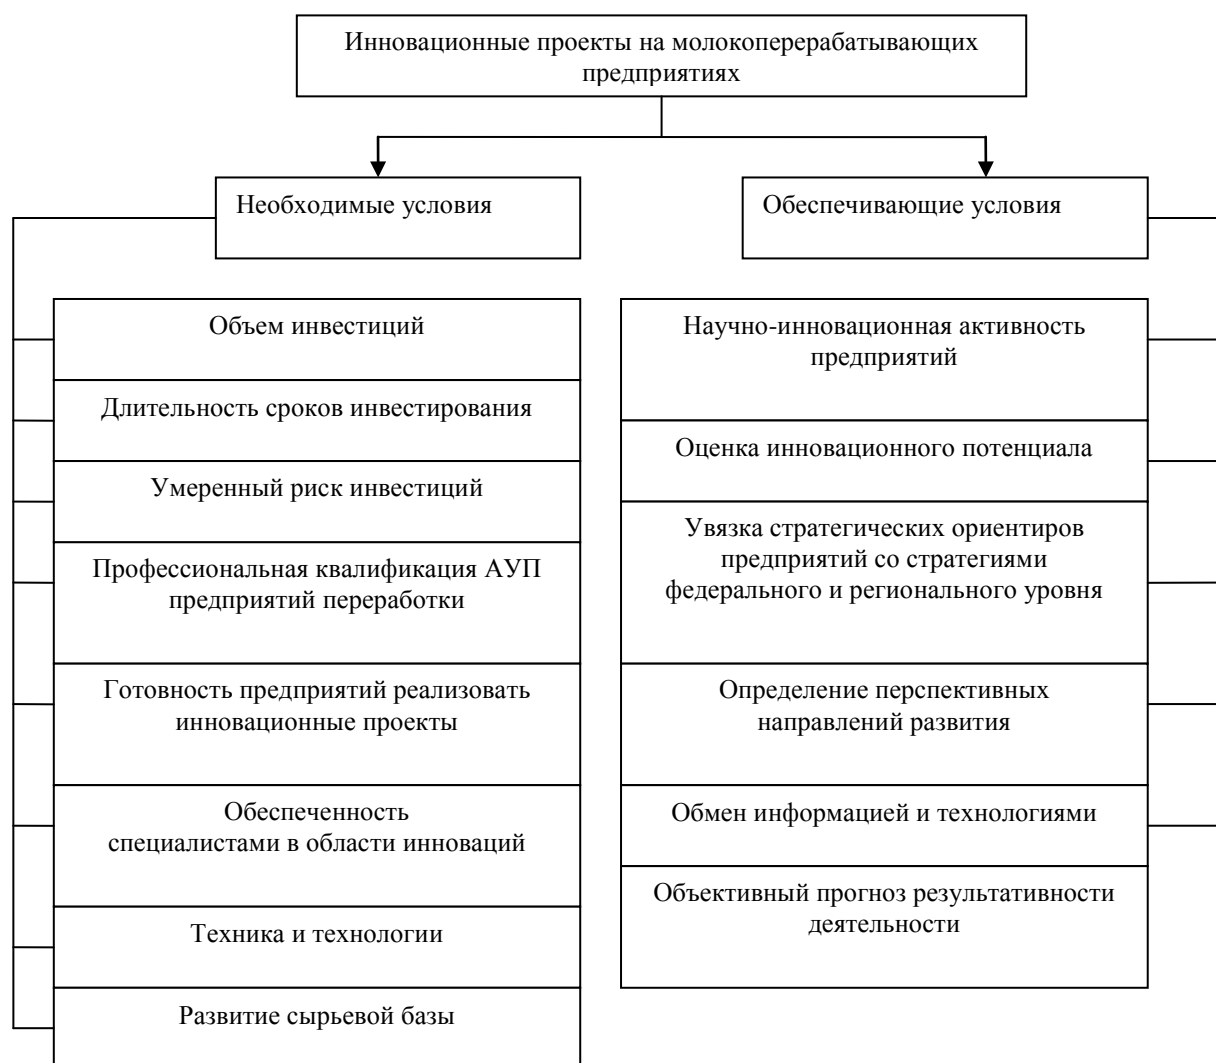 Инновационные проекты на молокоперерабатывающих
предприятиях
Необходимые условия
Обеспечивающие условия
Объем инвестиций
Длительность сроков инвестирования
Умеренный риск инвестиций
Профессиональная квалификация АУП
предприятий переработки
Готовность предприятий реализовать
инновационные проекты
Обеспеченность
специалистами в области инноваций
Техника и технологии
Развитие сырьевой базы
Научно-инновационная активность
предприятий
Оценка инновационного потенциала
Увязка стратегических ориентиров
предприятий со стратегиями
федерального и регионального уровня
Определение перспективных
направлений развития
Обмен информацией и технологиями
Объективный прогноз результативности
деятельности